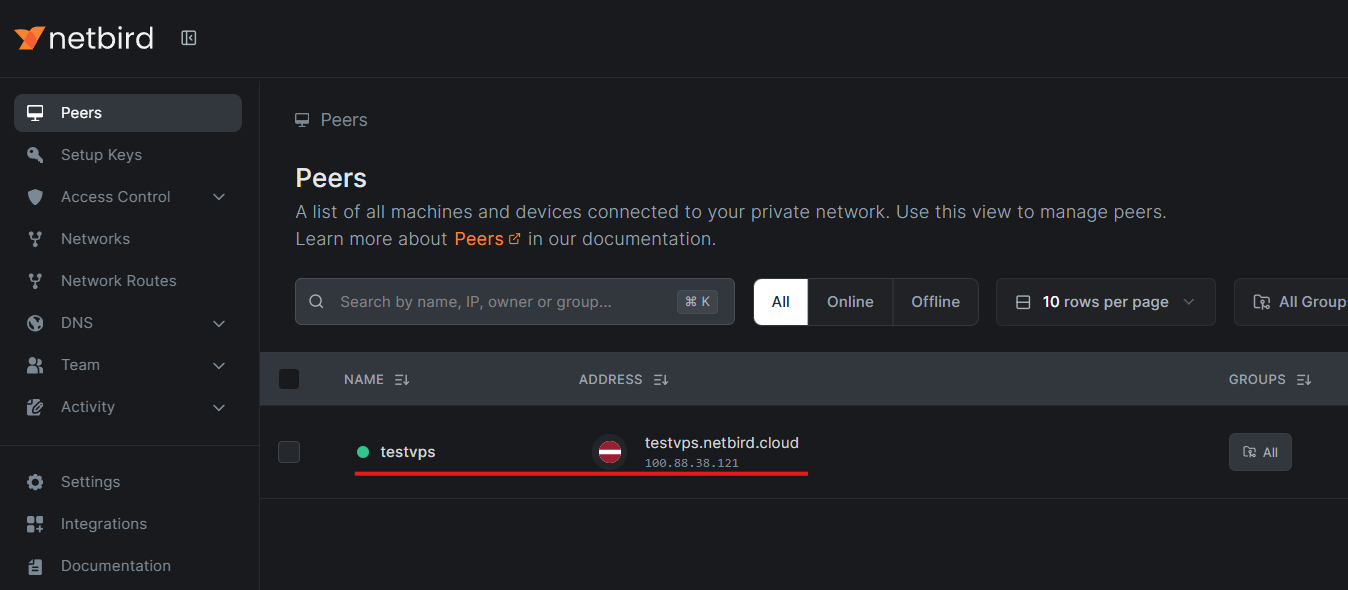 netbird
Peers
Setup Keys
Access Control
Networks
Network Routes
DNS
Team
Activity
Settings
Integrations
Documentation
Peers
Peers
A list of all machines and devices connected to your private network. Use this view to manage peers.
Learn more about Peers in our documentation.
Search by name, IP, owner or group... ⌘ K All Online Offline 10 rows per page All Groups
NAME ADDRESS GROUPS
testvps testvps.netbird.cloud All
100.88.38.121